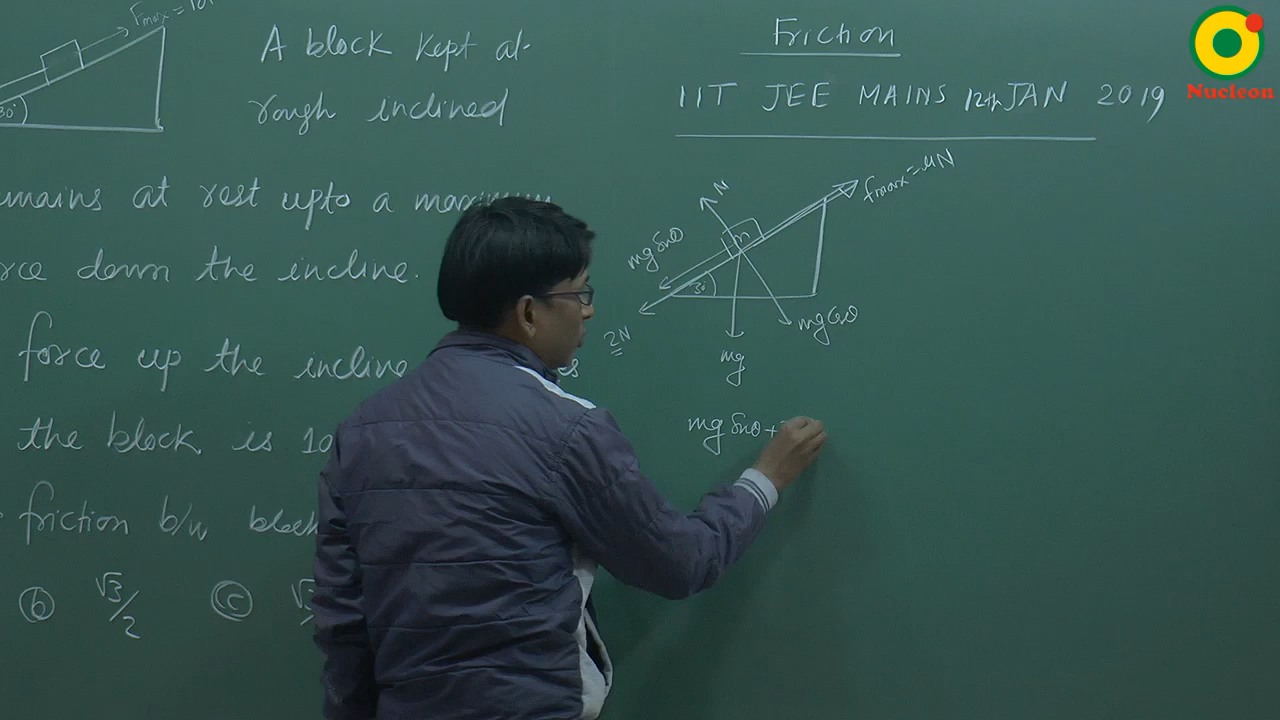 Fmax = 10
30°
A block kept at
rough inclined
mains at rest upto a maximum
rce down the incline.
force up the incline
s
the block is 10
friction b/w block
ⓑ √3/2 ⓒ √3/
Friction
IIT JEE MAINS 12th JAN 2019
N
fmax = μN
m
mg sinθ
30
2N
mg
mg cosθ
mg sinθ +
Nucleon